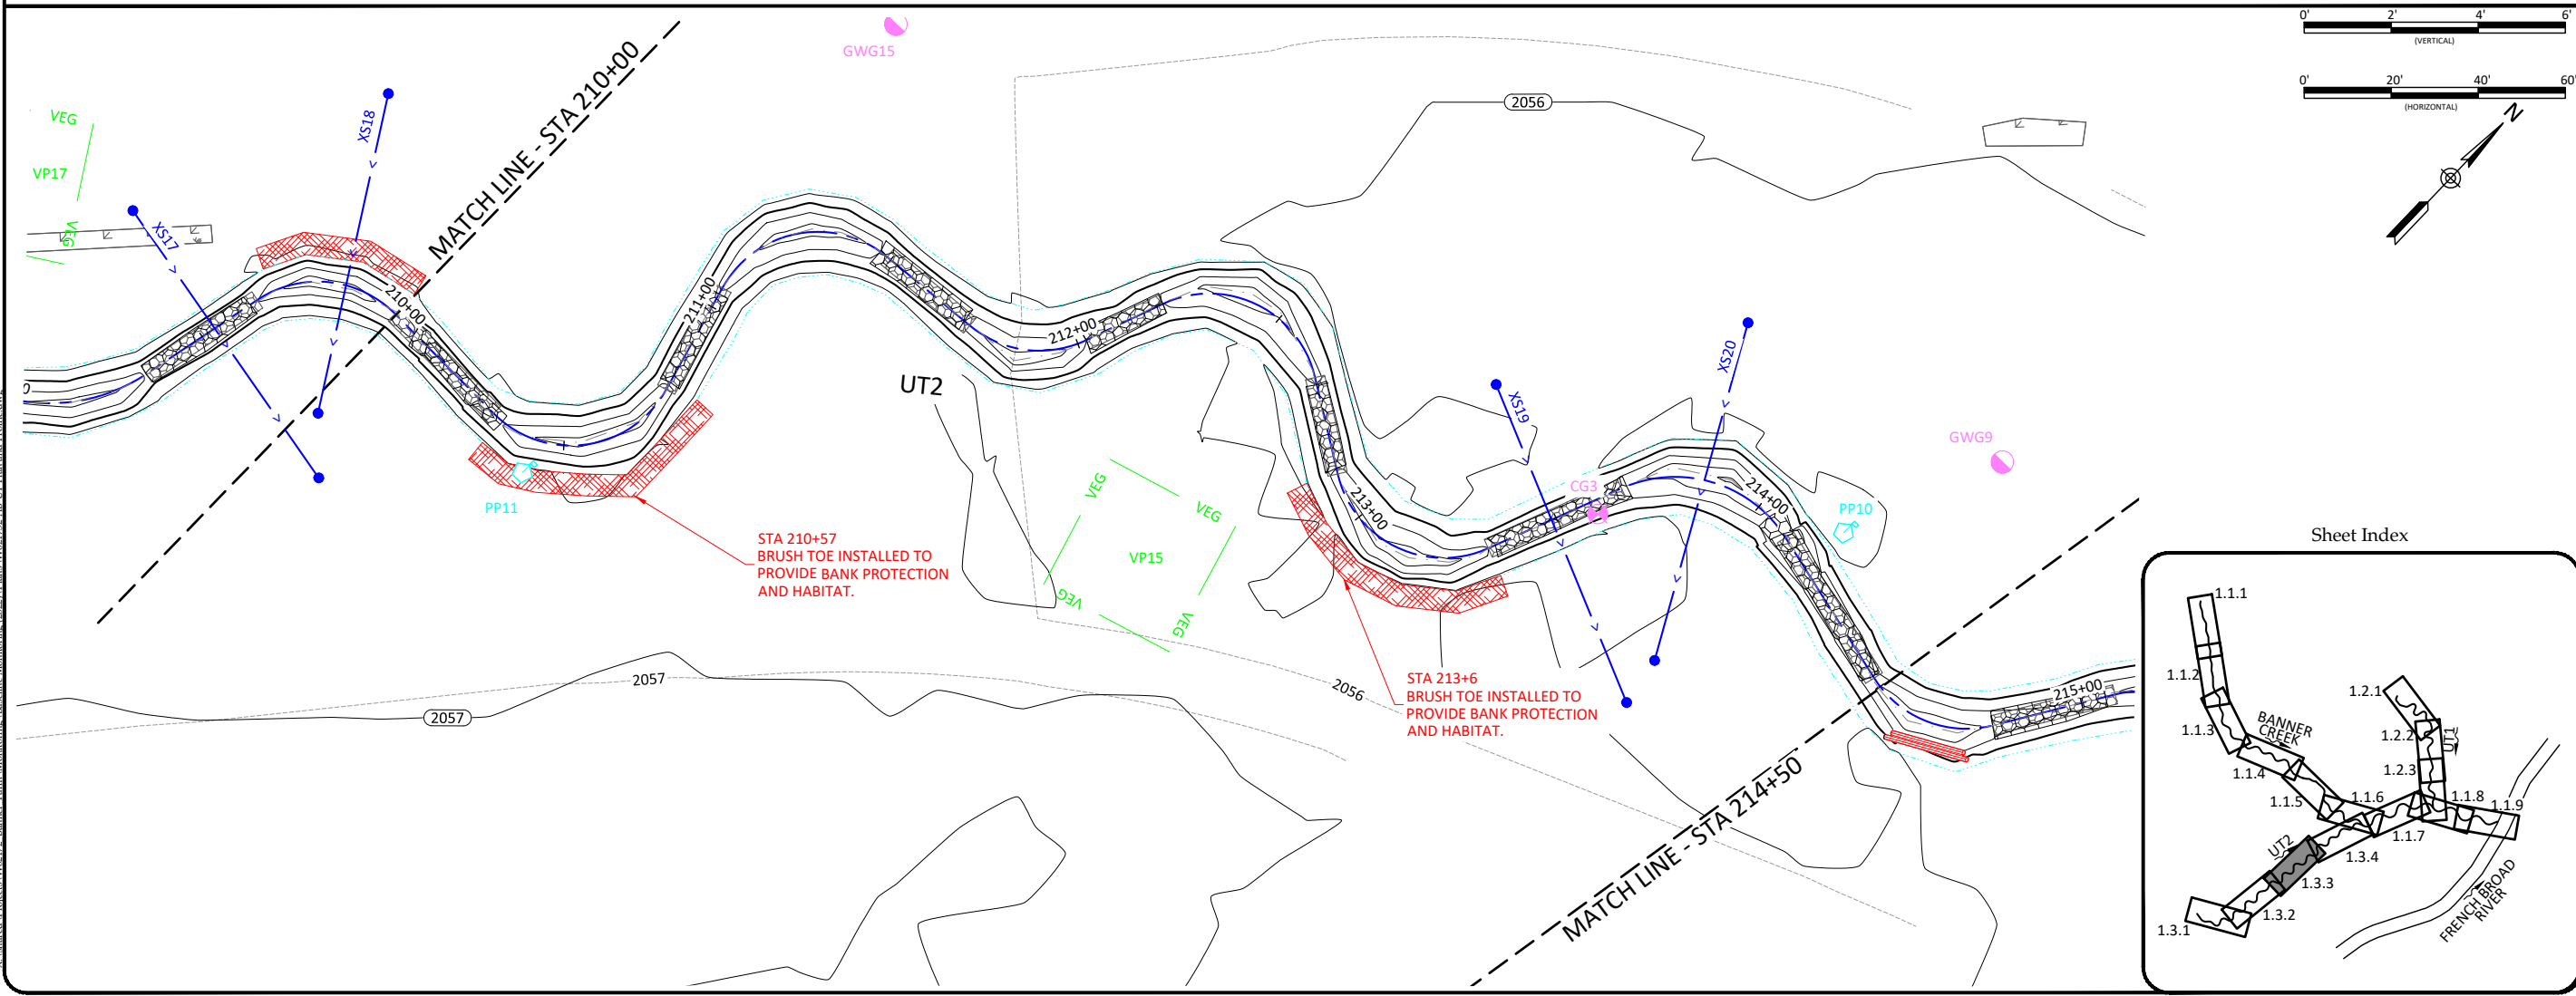 0' 2' 4' 6'
(VERTICAL)
0' 20' 40' 60'
(HORIZONTAL)
N
GWG15
VEG
VP17
VEG
XS17
XS18
MATCH LINE - STA 210+00
2056
210+00
211+00
212+00
213+00
214+00
215+00
0
UT2
XS19
XS20
CG3
GWG9
PP10
PP11
VEG
VEG
VP15
VEG
VEG
STA 210+57
BRUSH TOE INSTALLED TO
PROVIDE BANK PROTECTION
AND HABITAT.
STA 213+6
BRUSH TOE INSTALLED TO
PROVIDE BANK PROTECTION
AND HABITAT.
2057
2057
2056
MATCH LINE - STA 214+50
Sheet Index
1.1.1
1.1.2
1.1.3
BANNER
CREEK
1.1.4
1.1.5
1.1.6
1.1.7
1.1.8
1.1.9
1.2.1
1.2.2
UT1
1.2.3
UT2
1.3.4
1.3.3
1.3.2
1.3.1
FRENCH BROAD
RIVER